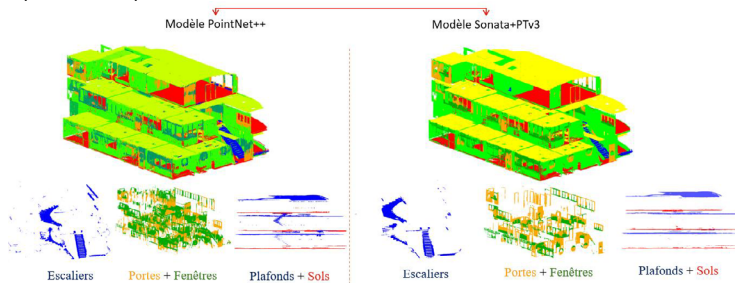 Modèle PointNet++
Modèle Sonata+PTv3
Escaliers
Portes + Fenêtres
Plafonds + Sols
Escaliers
Portes + Fenêtres
Plafonds + Sols